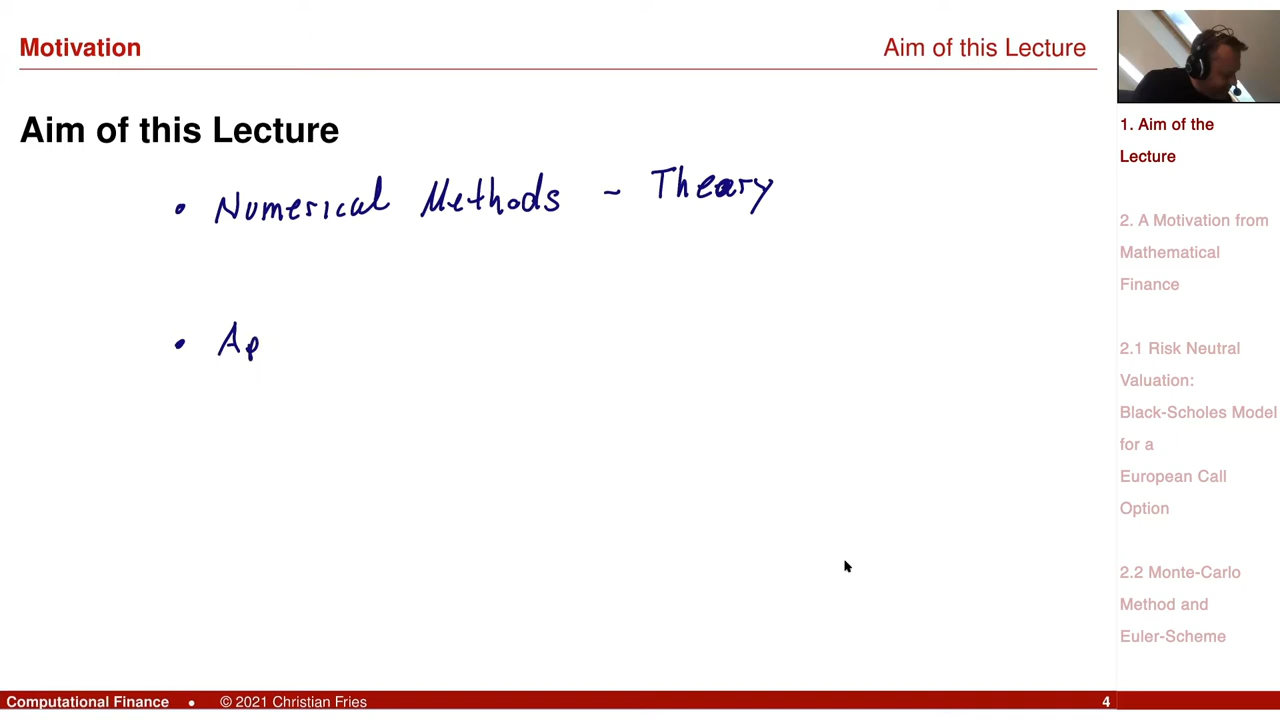 Motivation
Aim of this Lecture
Aim of this Lecture
• Numerical Methods - Theory
• Ap
1. Aim of the
Lecture
2. A Motivation from
Mathematical
Finance
2.1 Risk Neutral
Valuation:
Black-Scholes Model
for a
European Call
Option
2.2 Monte-Carlo
Method and
Euler-Scheme
Computational Finance • © 2021 Christian Fries 4